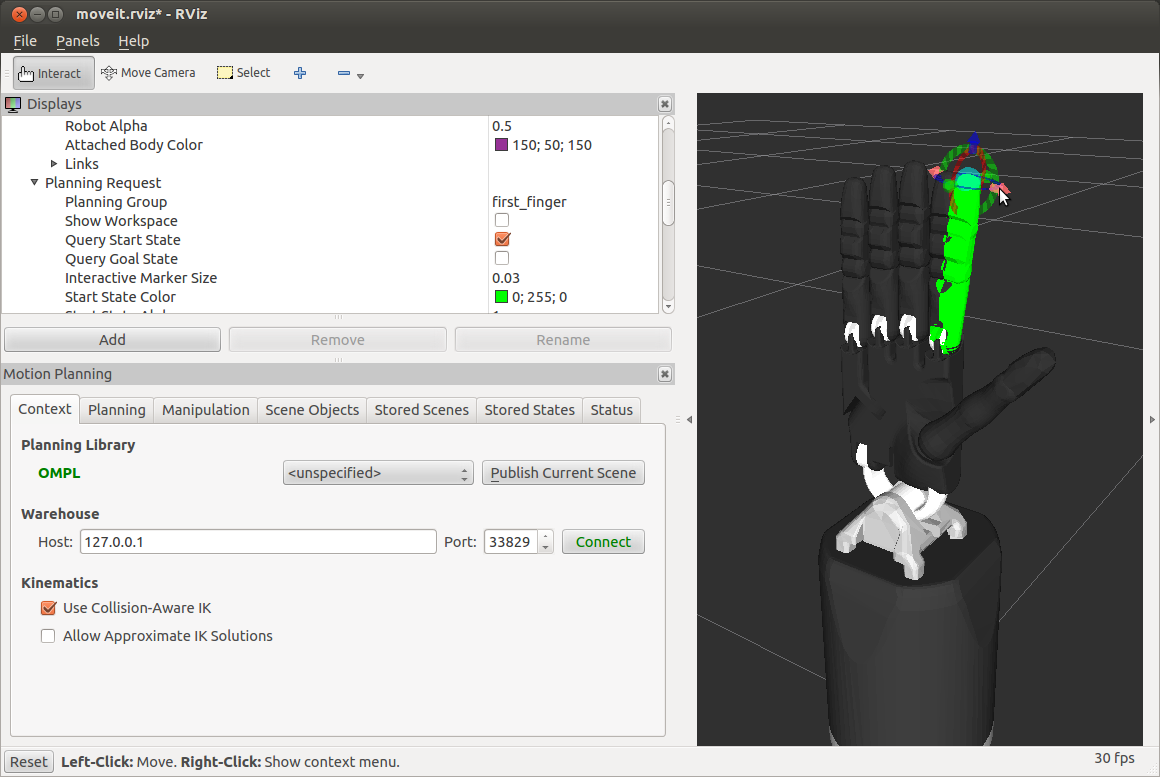 moveit.rviz* - RViz
File Panels Help
Interact Move Camera Select
Displays
Robot Alpha 0.5
Attached Body Color 150; 50; 150
Links
Planning Request
Planning Group first_finger
Show Workspace
Query Start State
Query Goal State
Interactive Marker Size 0.03
Start State Color 0; 255; 0
Add Remove Rename
Motion Planning
Context Planning Manipulation Scene Objects Stored Scenes Stored States Status
Planning Library
OMPL <unspecified> Publish Current Scene
Warehouse
Host: 127.0.0.1 Port: 33829 Connect
Kinematics
Use Collision-Aware IK
Allow Approximate IK Solutions
Reset Left-Click: Move. Right-Click: Show context menu. 30 fps